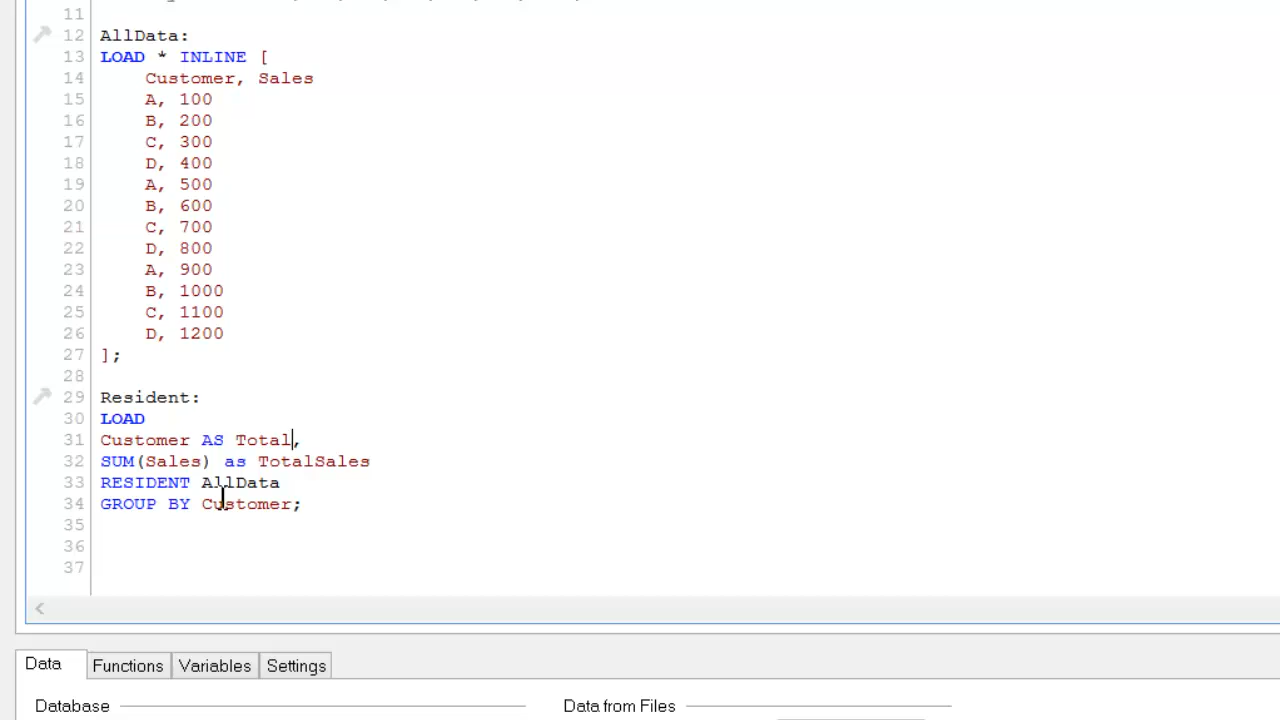 11
12 AllData:
13 LOAD * INLINE [
14 Customer, Sales
15 A, 100
16 B, 200
17 C, 300
18 D, 400
19 A, 500
20 B, 600
21 C, 700
22 D, 800
23 A, 900
24 B, 1000
25 C, 1100
26 D, 1200
27 ];
28
29 Resident:
30 LOAD
31 Customer AS Total,
32 SUM(Sales) as TotalSales
33 RESIDENT AllData
34 GROUP BY Customer;
35
36
37
Data Functions Variables Settings
Database Data from Files